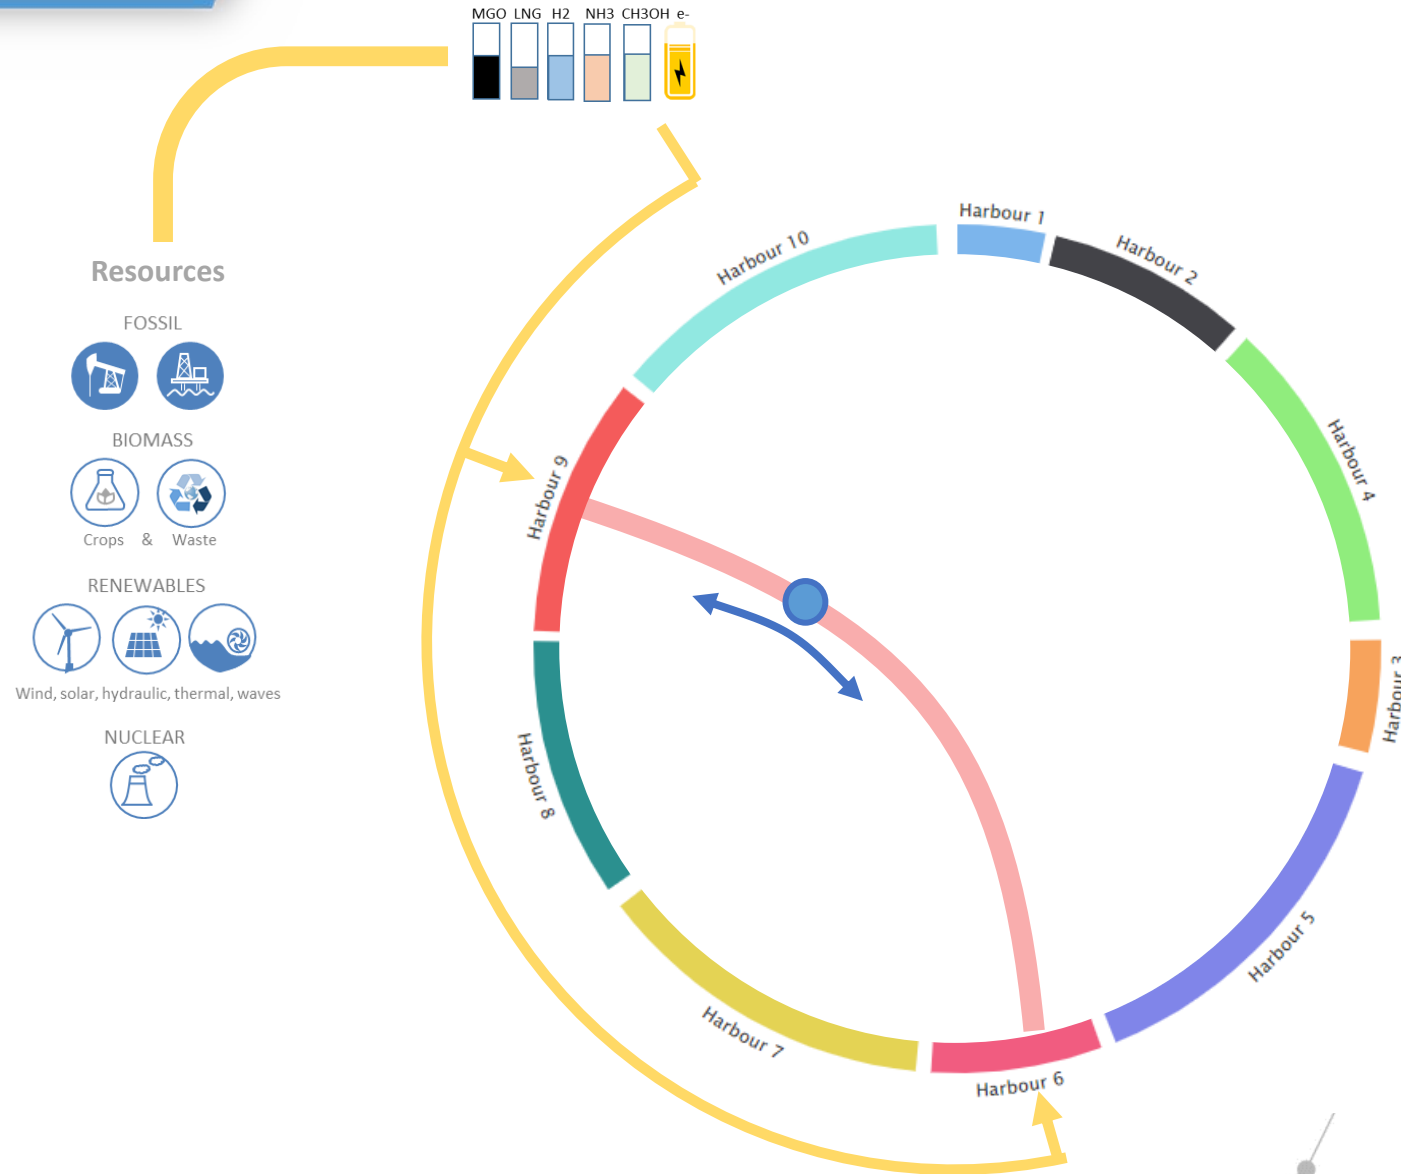 MGO LNG H2 NH3 CH3OH e-
Resources
FOSSIL
BIOMASS
Crops & Waste
RENEWABLES
Wind, solar, hydraulic, thermal, waves
NUCLEAR
Harbour 1
Harbour 2
Harbour 4
Harbour 3
Harbour 5
Harbour 6
Harbour 7
Harbour 8
Harbour 9
Harbour 10